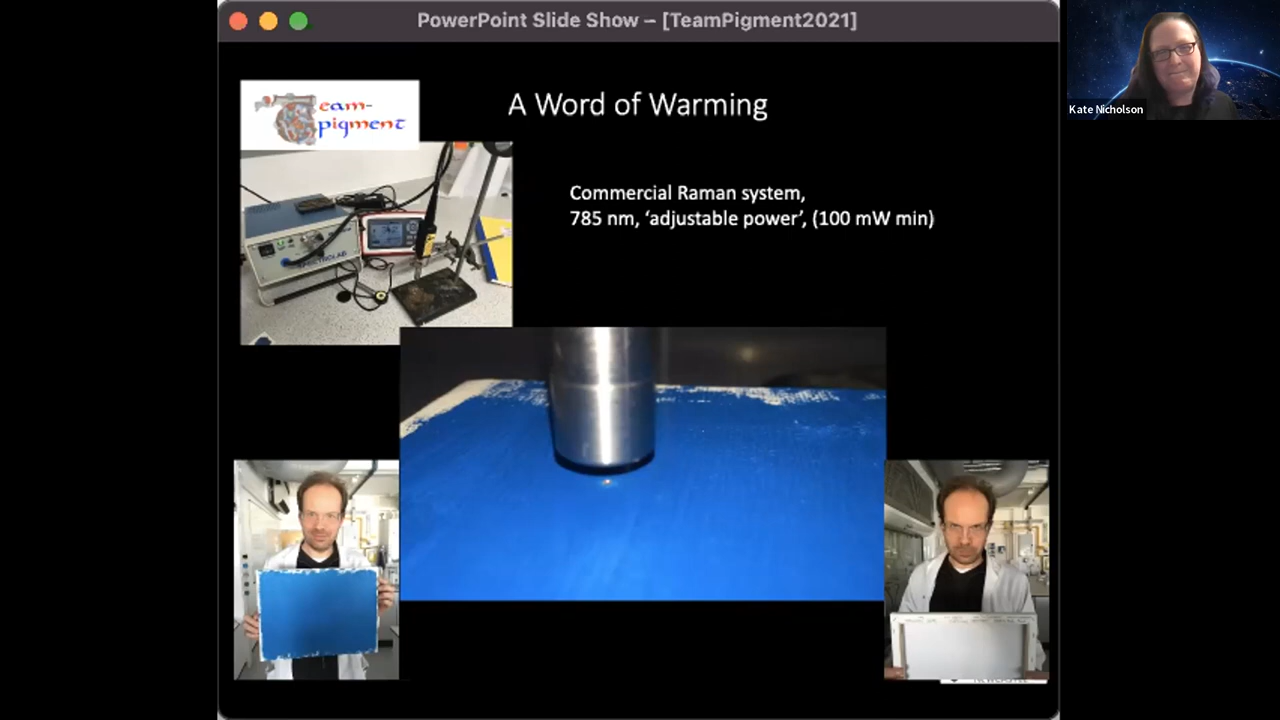 PowerPoint Slide Show – [TeamPigment2021]
Team-
pigment
A Word of Warming
Commercial Raman system,
785 nm, ‘adjustable power’, (100 mW min)
Kate Nicholson